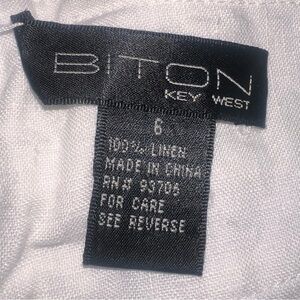 BITON
KEY WEST
6
100% LINEN
MADE IN CHINA
RN# 93706
FOR CARE
SEE REVERSE